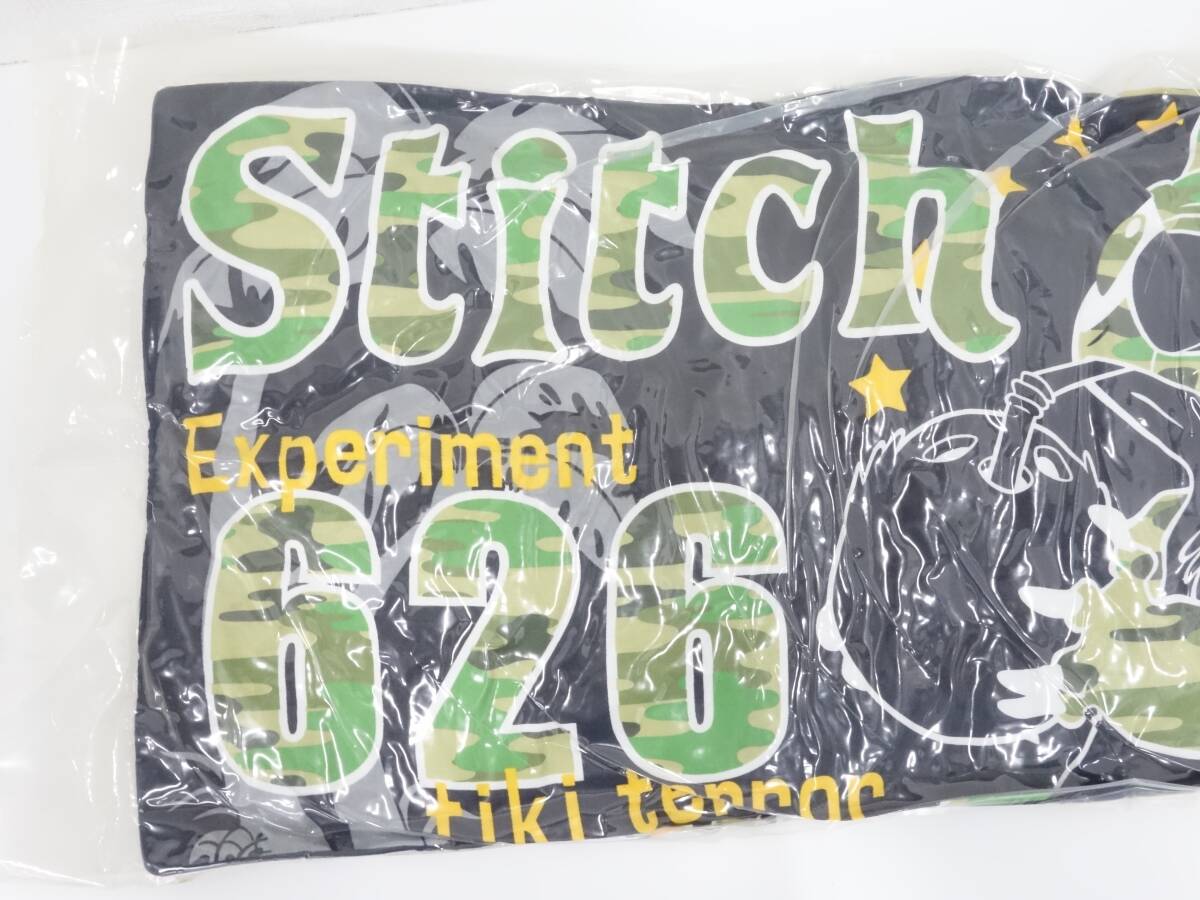 Stitch
Experiment
626
tiki terror